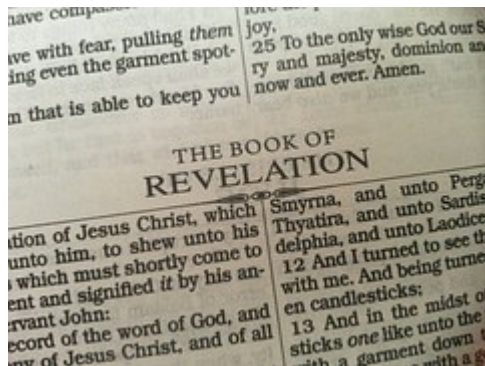 have
ave with fear, pulling them
ing even the garment spot-
m that is able to keep you
joy,
25 To the only wise God our S
ry and majesty, dominion an
now and ever. Amen.
THE BOOK OF
REVELATION
ation of Jesus Christ, which
unto him, to shew unto his
which must shortly come to
ent and signified it by his an-
rvant John:
ecord of the word of God, and
ny of Jesus Christ, and of all
Smyrna, and unto Perga
Thyatira, and unto Sardis
delphia, and unto Laodice
12 And I turned to see th
with me. And being turne
en candlesticks;
13 And in the midst o
sticks one like unto the
with a garment down t
with a g